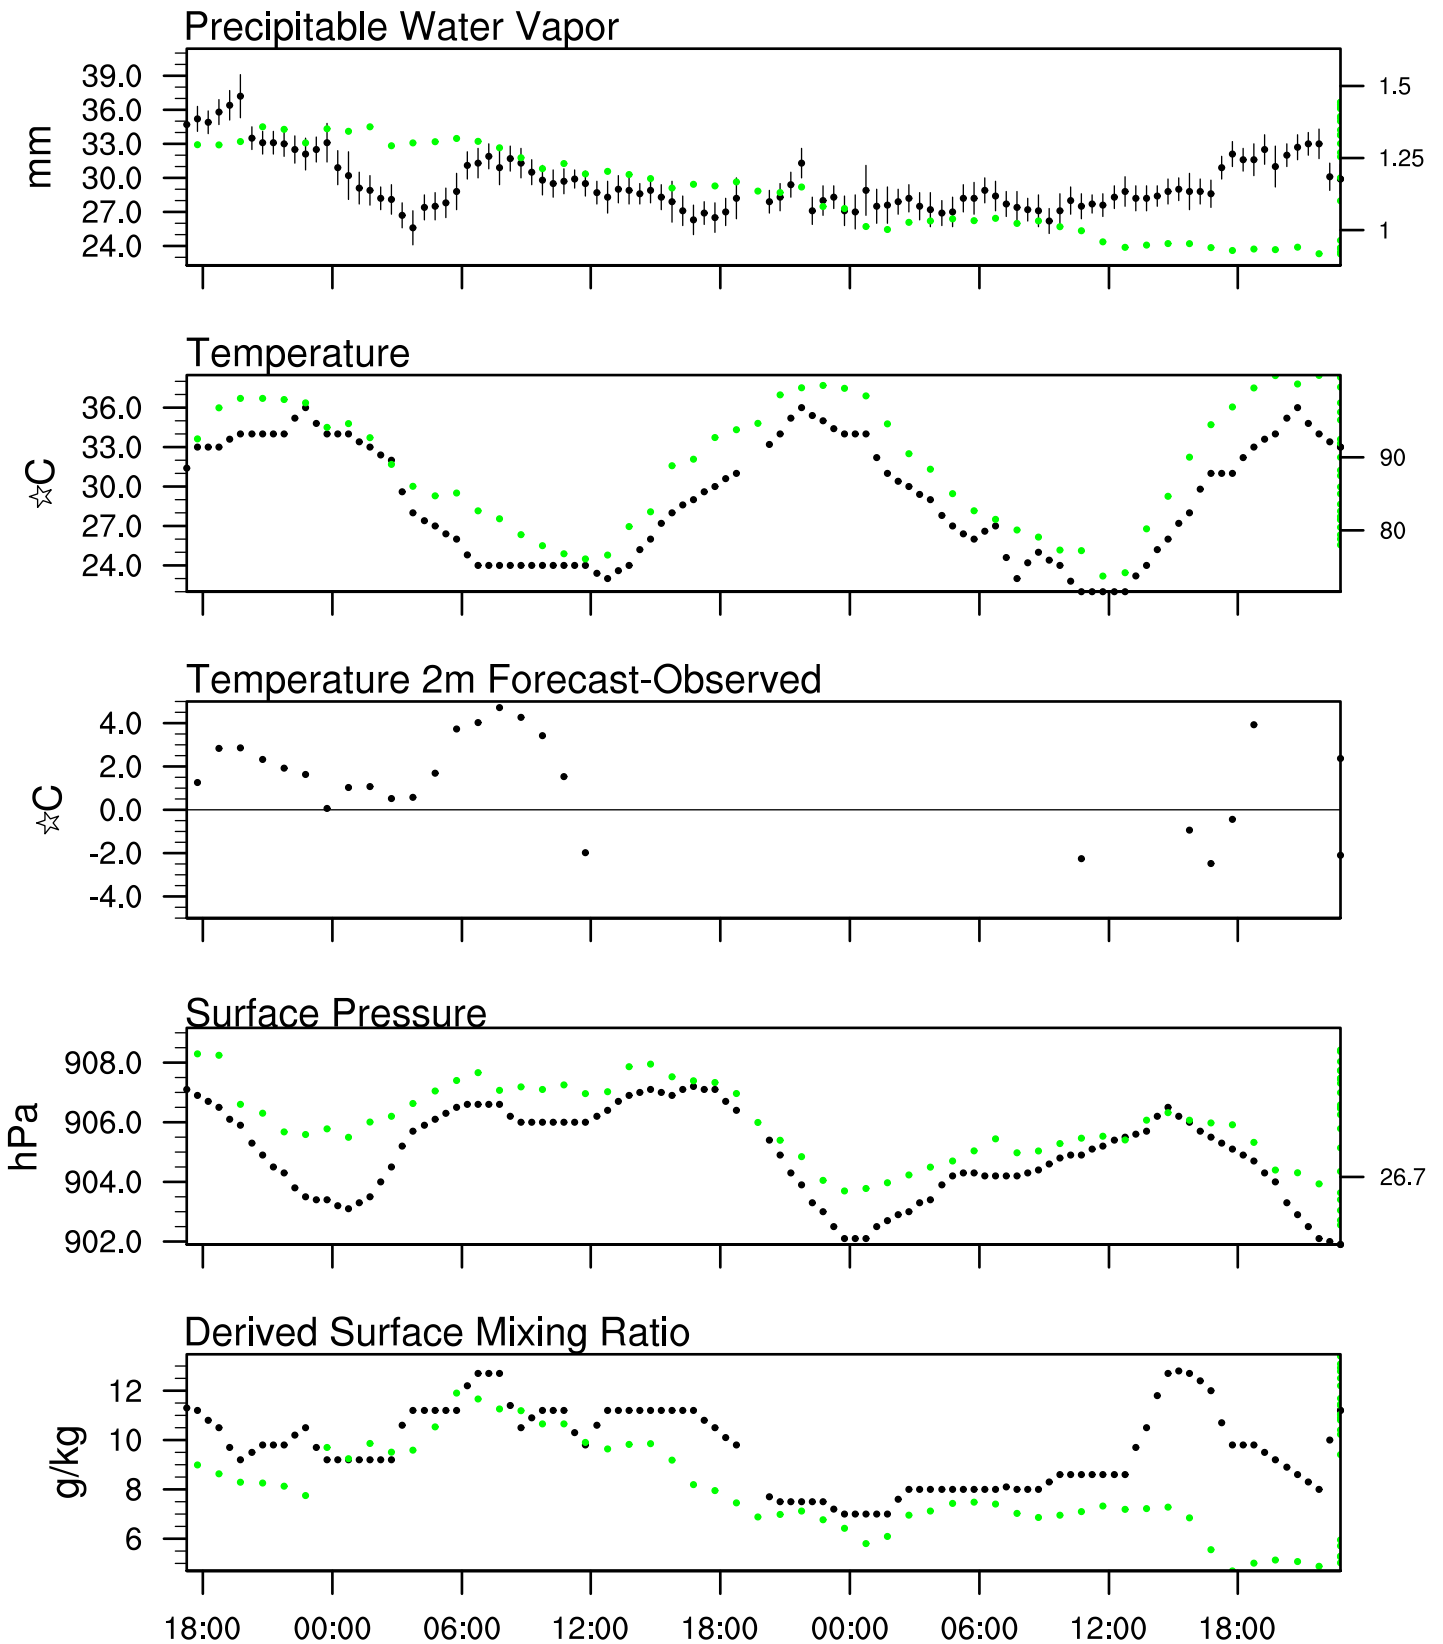 Precipitable Water Vapor
39.0
36.0
33.0
30.0
27.0
24.0
mm
1.5
1.25
1
Temperature
36.0
33.0
30.0
27.0
24.0
☆C
90
80
Temperature 2m Forecast-Observed
4.0
2.0
0.0
-2.0
-4.0
☆C
Surface Pressure
908.0
906.0
904.0
902.0
hPa
26.7
Derived Surface Mixing Ratio
12
10
8
6
g/kg
18:00 00:00 06:00 12:00 18:00 00:00 06:00 12:00 18:00